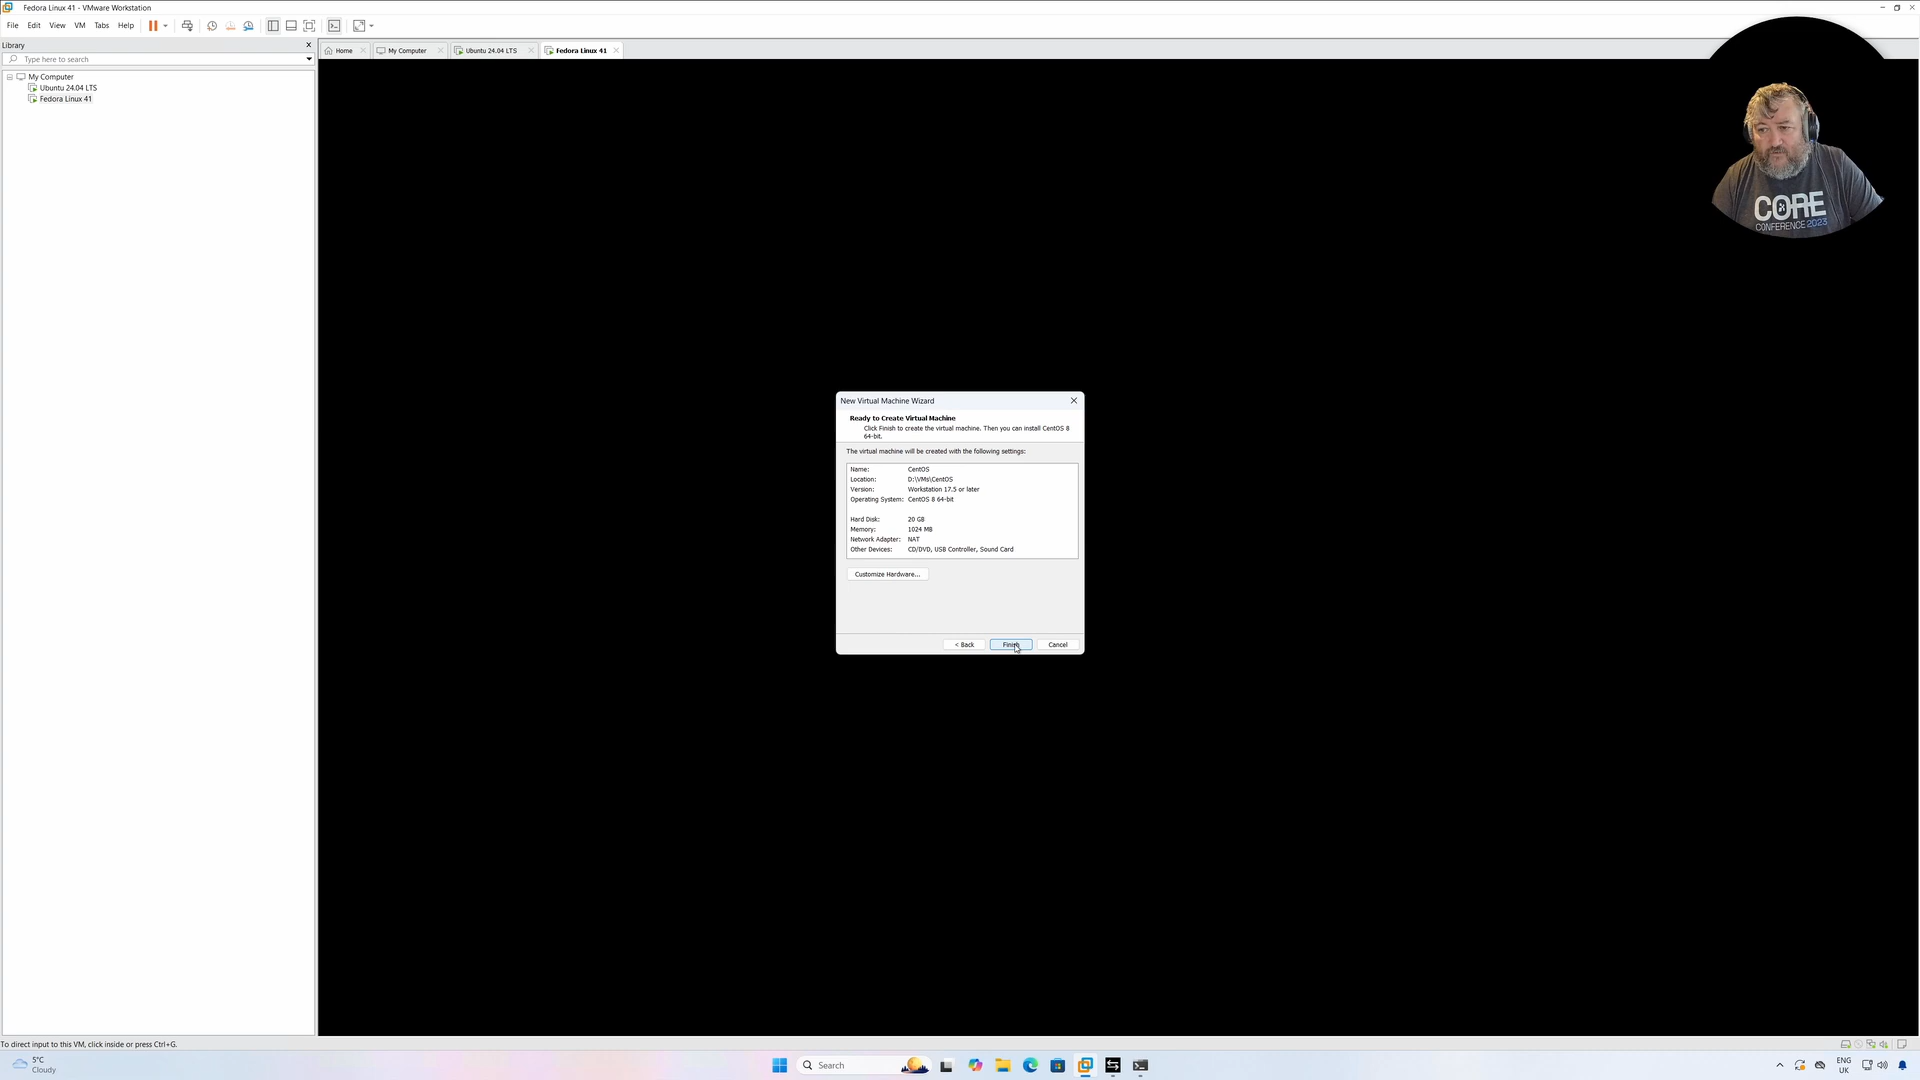 Fedora Linux 41 - VMware Workstation
File Edit View VM Tabs Help
Library
Type here to search
My Computer
Ubuntu 24.04 LTS
Fedora Linux 41
Home
My Computer
Ubuntu 24.04 LTS
Fedora Linux 41
CORE
CONFERENCE 2023
New Virtual Machine Wizard
Ready to Create Virtual Machine
Click Finish to create the virtual machine. Then you can install CentOS 8
64-bit.
The virtual machine will be created with the following settings:
Name: CentOS
Location: D:\VMs\CentOS
Version: Workstation 17.5 or later
Operating System: CentOS 8 64-bit
Hard Disk: 20 GB
Memory: 1024 MB
Network Adapter: NAT
Other Devices: CD/DVD, USB Controller, Sound Card
Customize Hardware...
< Back Finish Cancel
To direct input to this VM, click inside or press Ctrl+G.
5°C
Cloudy
Search
ENG
UK